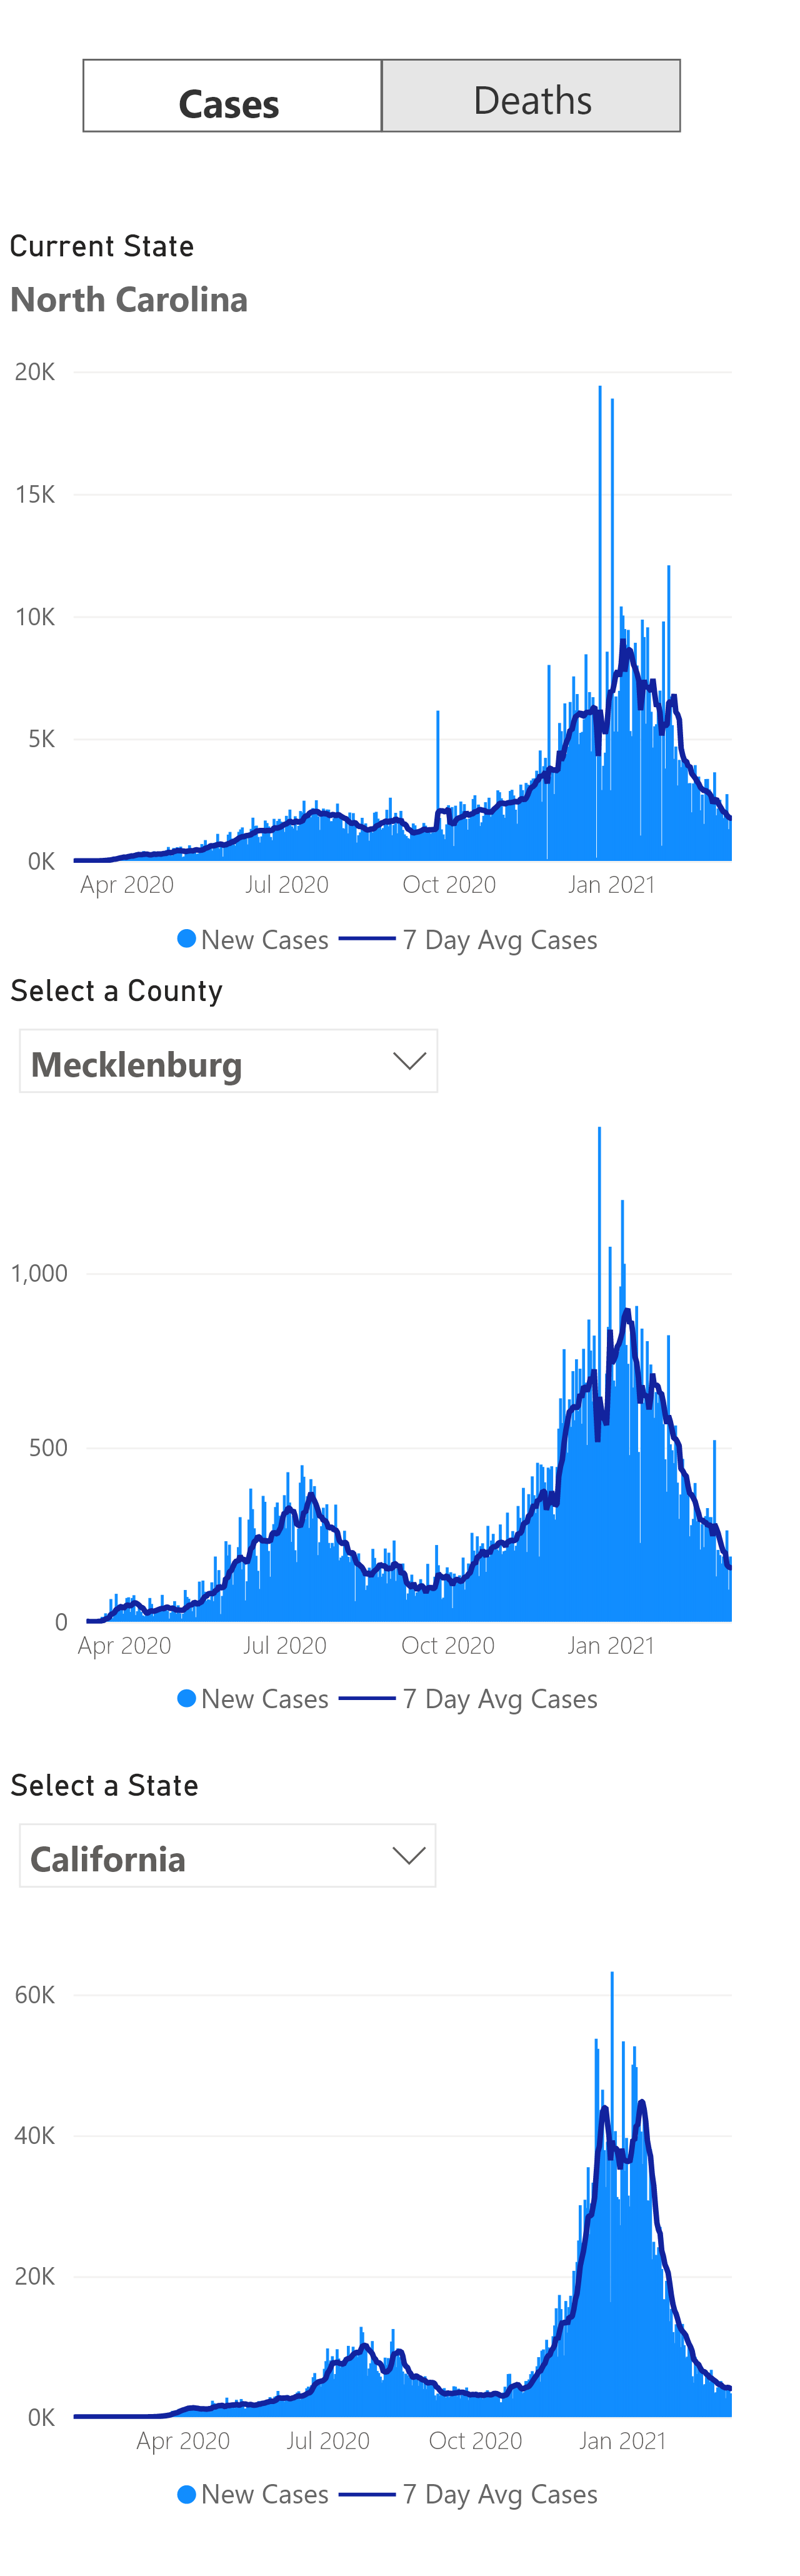 Cases Deaths
Current State
North Carolina
20K
15K
10K
5K
0K
Apr 2020 Jul 2020 Oct 2020 Jan 2021
New Cases 7 Day Avg Cases
Select a County
Mecklenburg
1,000
500
0
Apr 2020 Jul 2020 Oct 2020 Jan 2021
New Cases 7 Day Avg Cases
Select a State
California
60K
40K
20K
0K
Apr 2020 Jul 2020 Oct 2020 Jan 2021
New Cases 7 Day Avg Cases